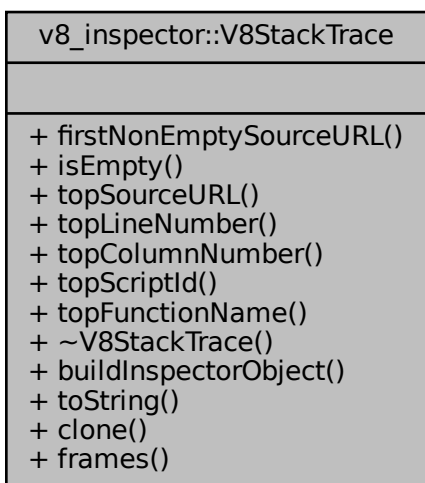 v8_inspector::V8StackTrace
+ firstNonEmptySourceURL()
+ isEmpty()
+ topSourceURL()
+ topLineNumber()
+ topColumnNumber()
+ topScriptId()
+ topFunctionName()
+ ~V8StackTrace()
+ buildInspectorObject()
+ toString()
+ clone()
+ frames()